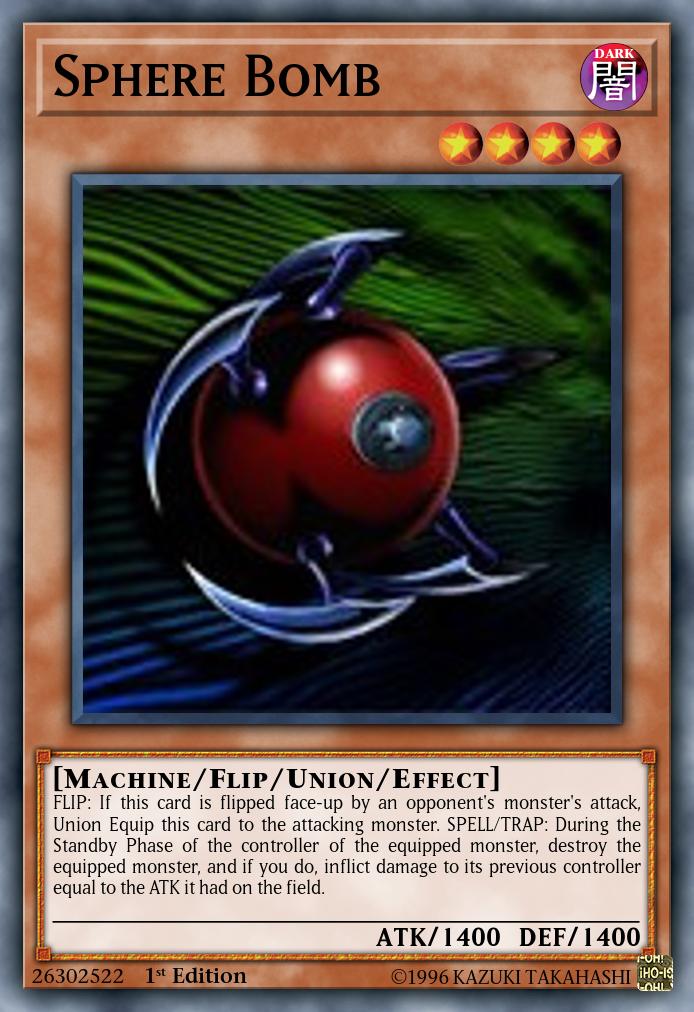 SPHERE BOMB
DARK
闇
[MACHINE/FLIP/UNION/EFFECT]
FLIP: If this card is flipped face-up by an opponent's monster's attack,
Union Equip this card to the attacking monster. SPELL/TRAP: During the
Standby Phase of the controller of the equipped monster, destroy the
equipped monster, and if you do, inflict damage to its previous controller
equal to the ATK it had on the field.
ATK/1400 DEF/1400
26302522 1st Edition ©1996 KAZUKI TAKAHASHI